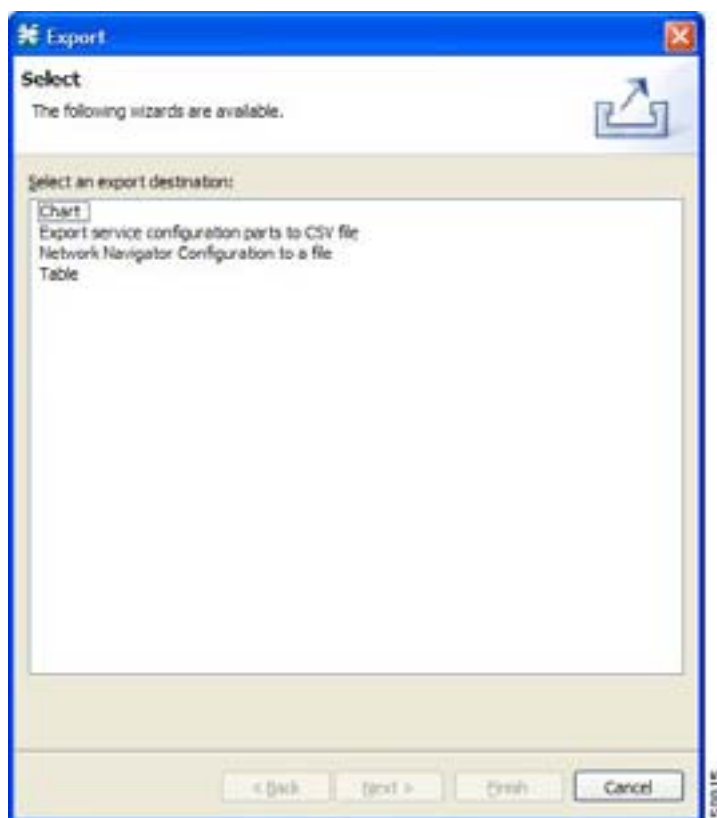 Export
Select
The following wizards are available.
Select an export destination:
Chart
Export service configuration parts to CSV file
Network Navigator Configuration to a file
Table
< Back
Next >
Finish
Cancel